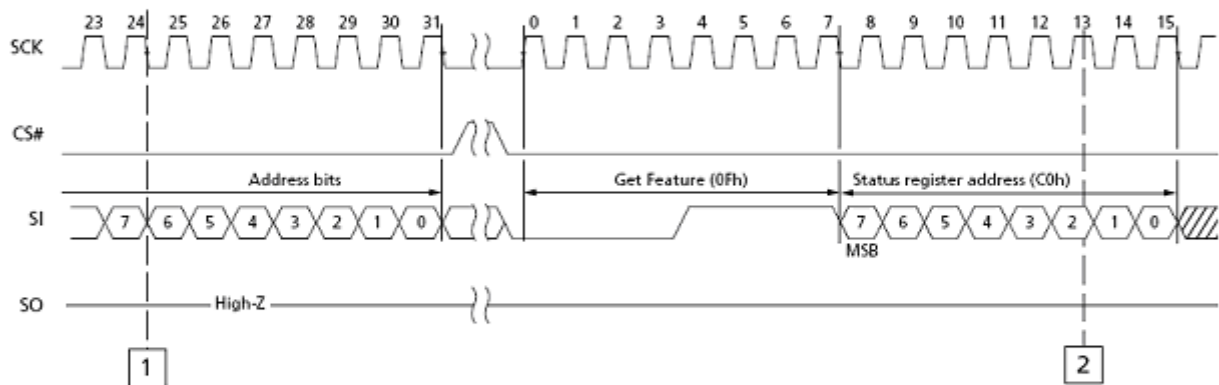 23 24 25 26 27 28 29 30 31 0 1 2 3 4 5 6 7 8 9 10 11 12 13 14 15
SCK
CS#
Address bits Get Feature (0Fh) Status register address (C0h)
SI 7 6 5 4 3 2 1 0 7 6 5 4 3 2 1 0
MSB
SO High-Z
1 2